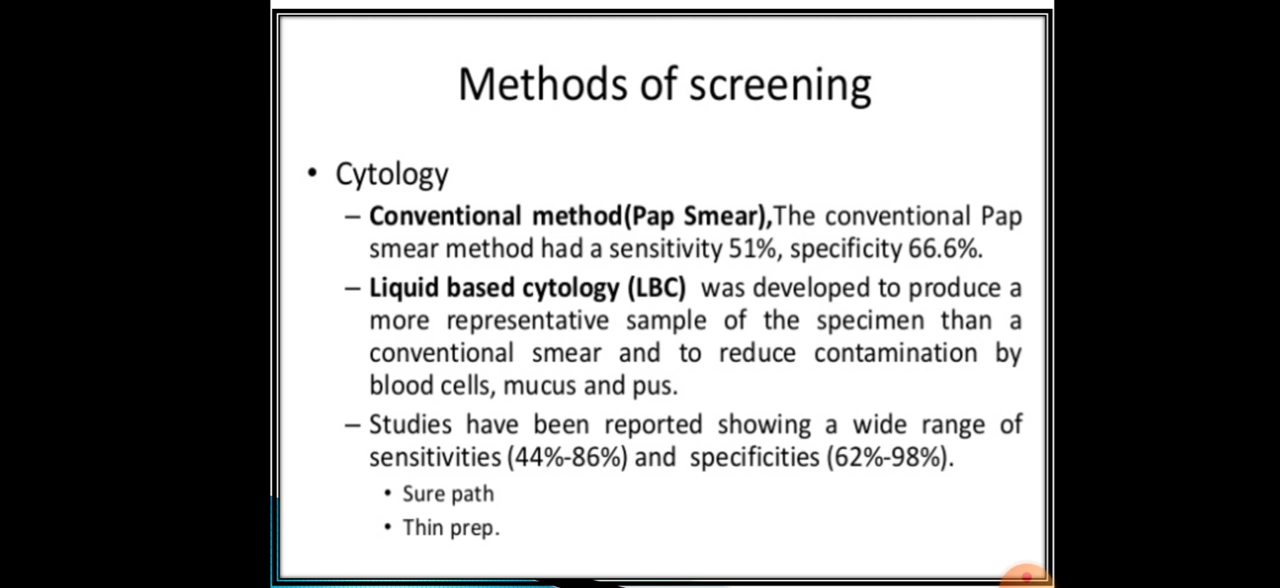 Methods of screening
• Cytology
– Conventional method(Pap Smear),The conventional Pap
smear method had a sensitivity 51%, specificity 66.6%.
– Liquid based cytology (LBC) was developed to produce a
more representative sample of the specimen than a
conventional smear and to reduce contamination by
blood cells, mucus and pus.
– Studies have been reported showing a wide range of
sensitivities (44%-86%) and specificities (62%-98%).
• Sure path
• Thin prep.